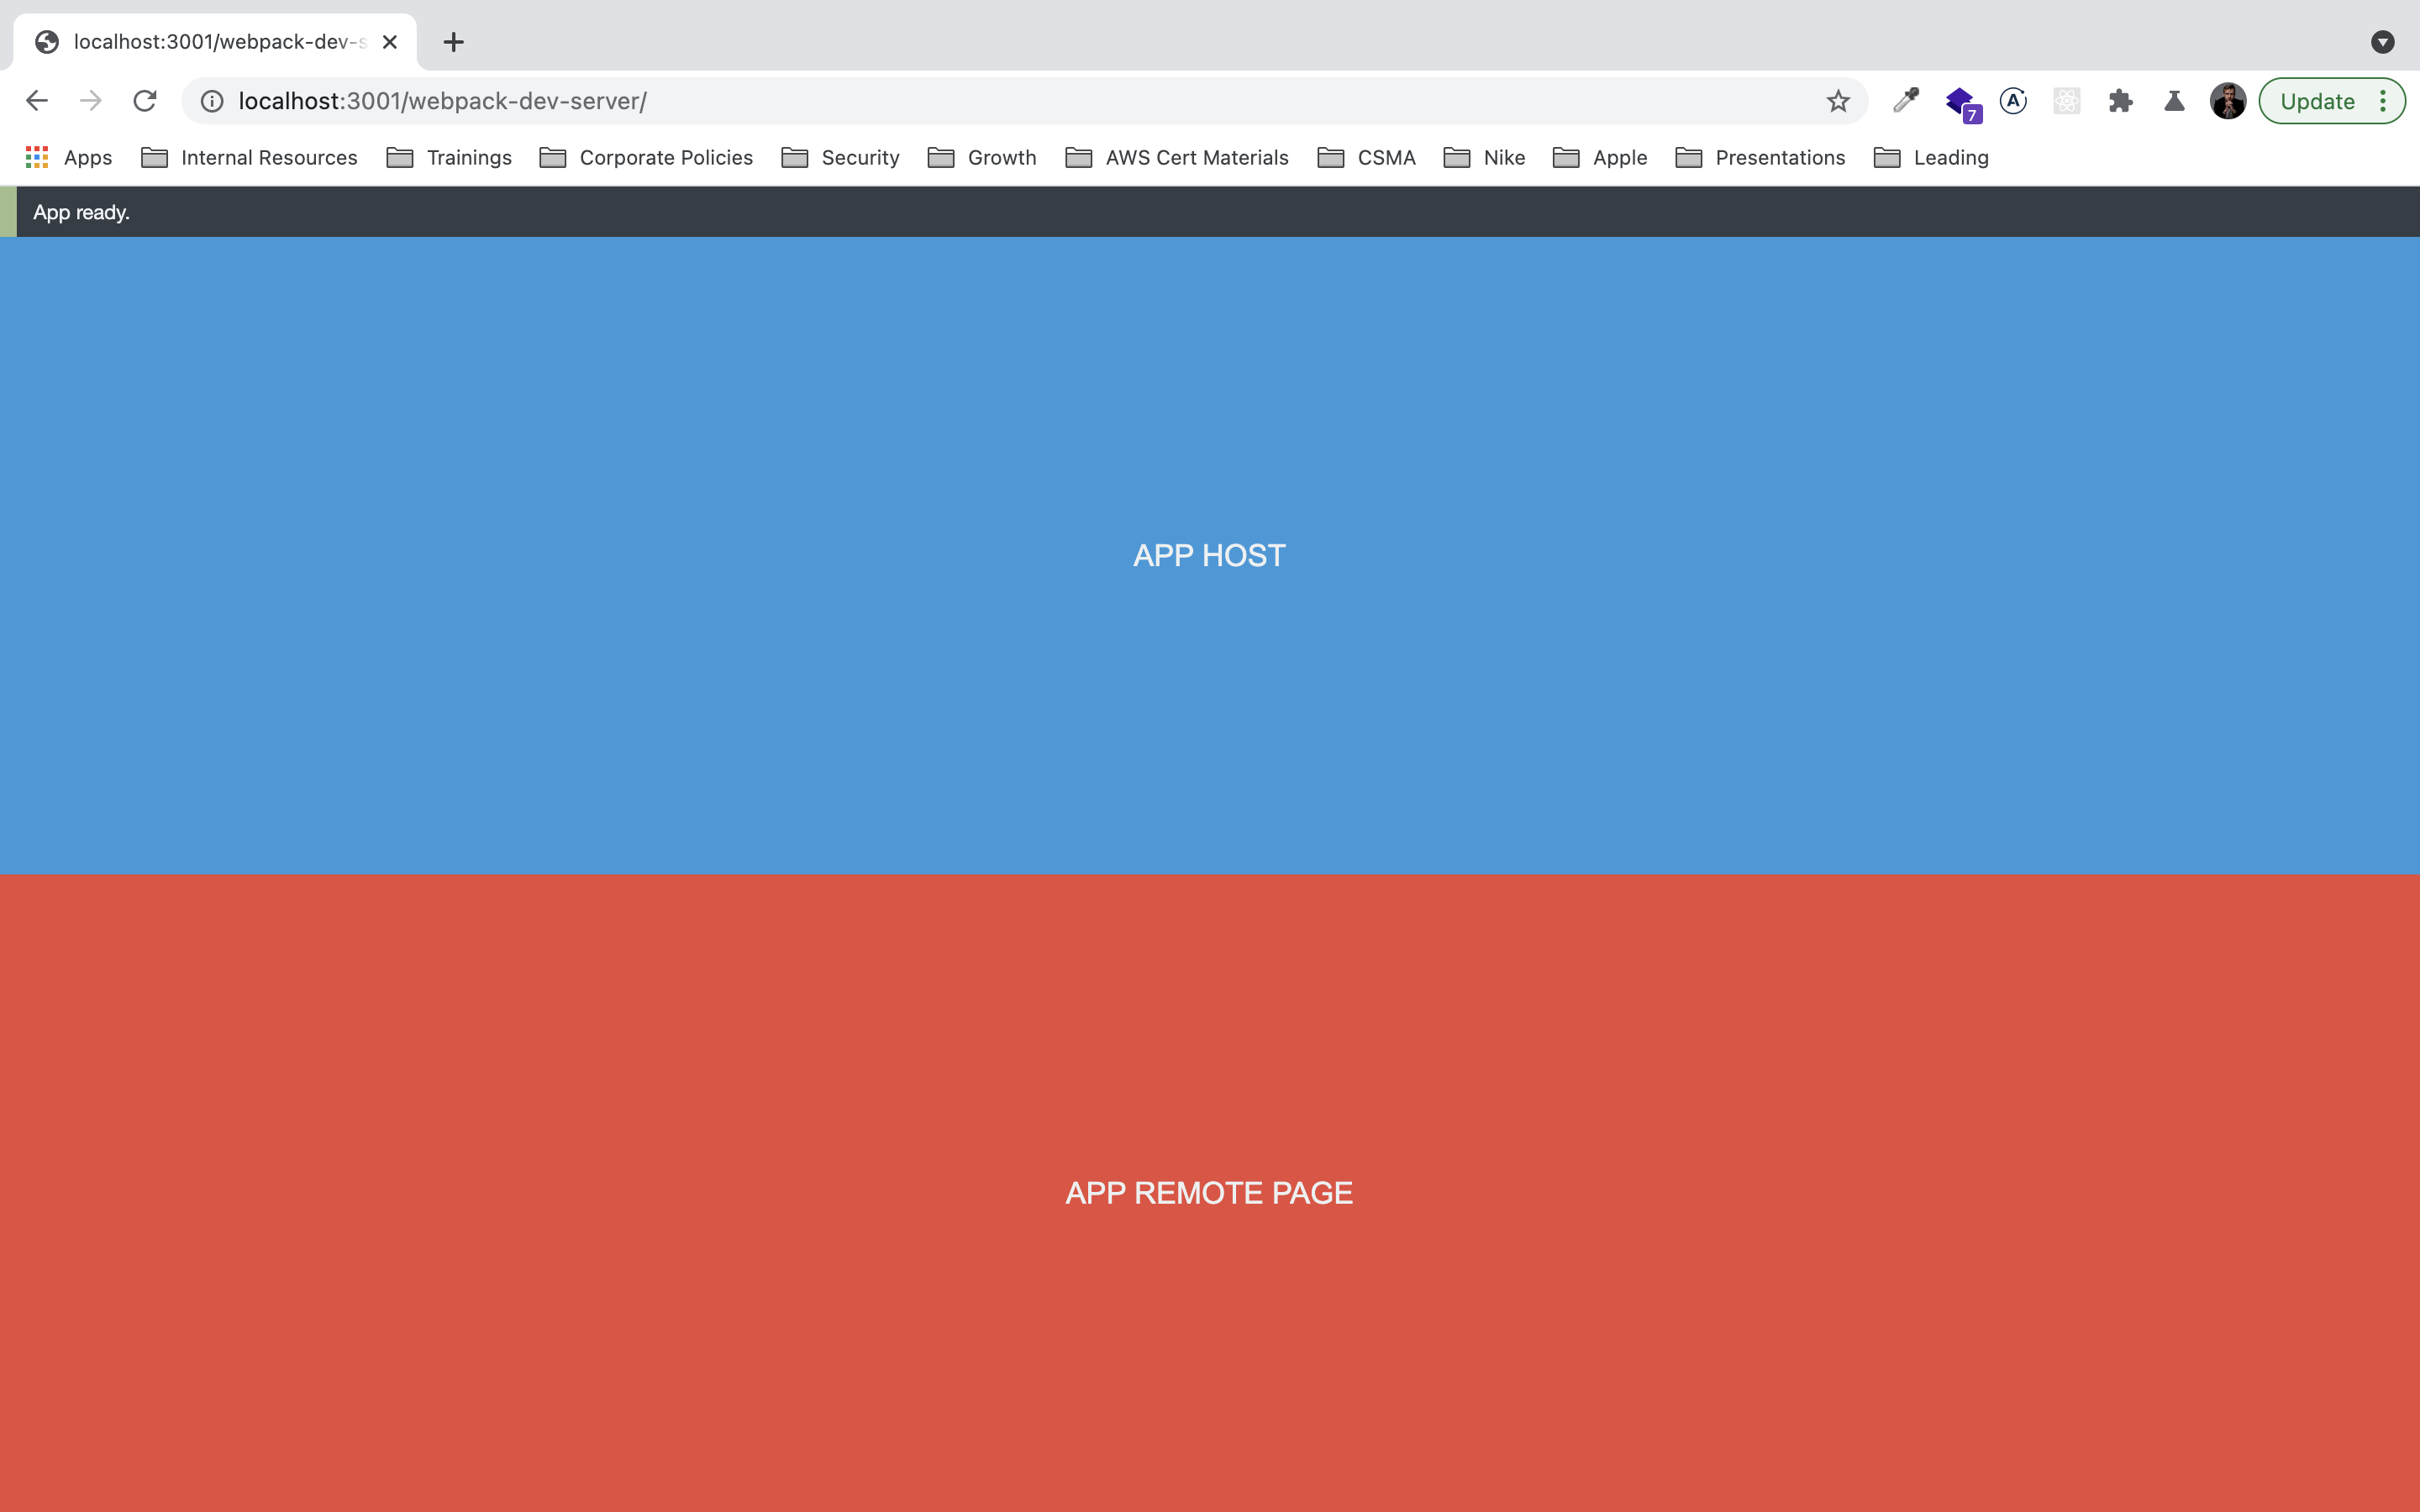 localhost:3001/webpack-dev-s
localhost:3001/webpack-dev-server/
7
A
Update
Apps Internal Resources Trainings Corporate Policies Security Growth AWS Cert Materials CSMA Nike Apple Presentations Leading
App ready.
APP HOST
APP REMOTE PAGE